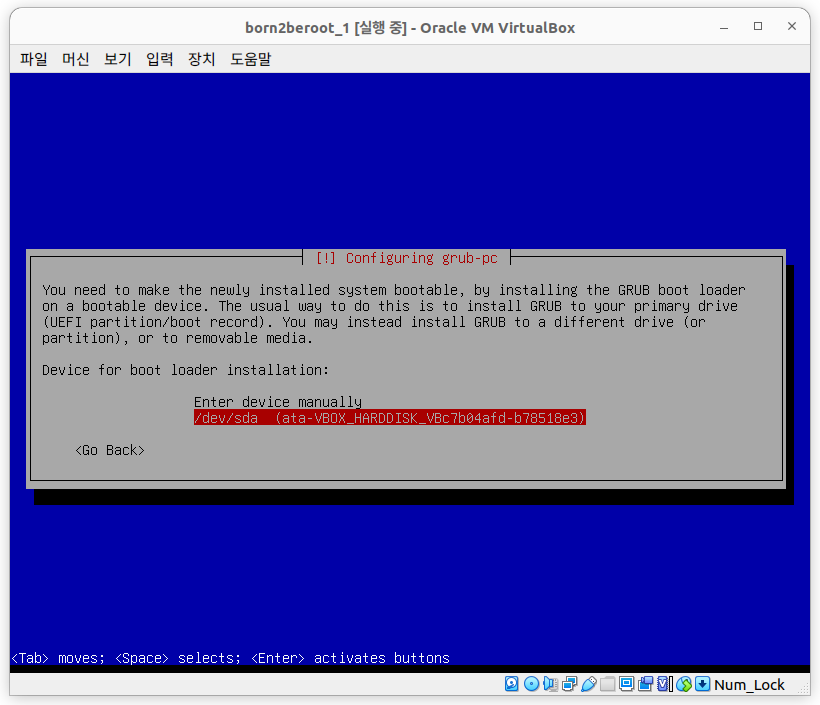 born2beroot_1 [실행 중] - Oracle VM VirtualBox
파일 머신 보기 입력 장치 도움말
[!] Configuring grub-pc
You need to make the newly installed system bootable, by installing the GRUB boot loader
on a bootable device. The usual way to do this is to install GRUB to your primary drive
(UEFI partition/boot record). You may instead install GRUB to a different drive (or
partition), or to removable media.
Device for boot loader installation:
Enter device manually
/dev/sda  (ata-VBOX_HARDDISK_VBc7b04afd-b78518e3)
<Go Back>
<Tab> moves; <Space> selects; <Enter> activates buttons
Num_Lock